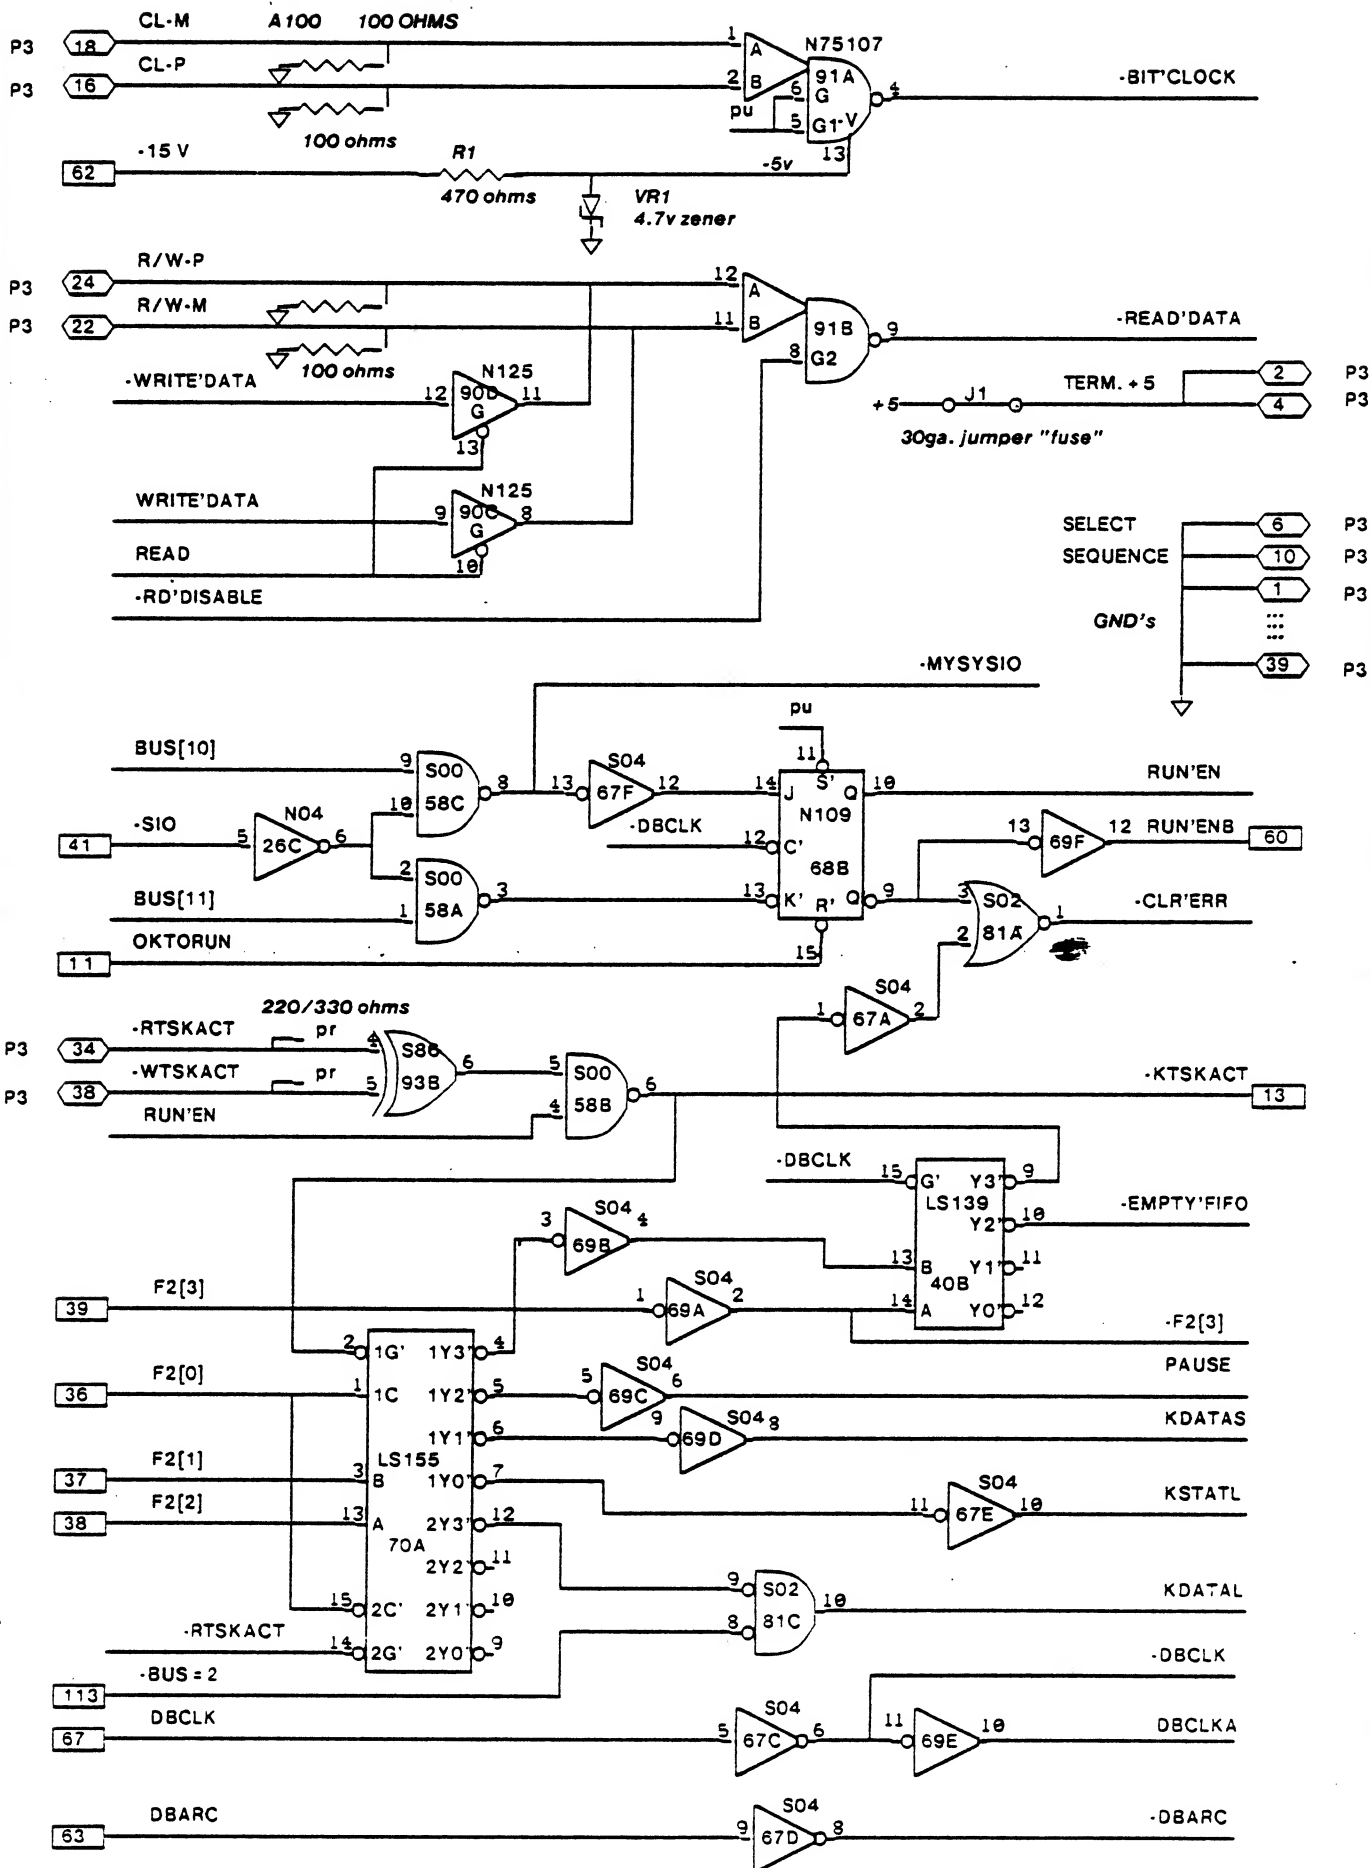 CL-M A100 100 OHMS
P3 18 1 A N75107
CL-P
P3 16 2 B 91A -BIT'CLOCK
6 G 4
pu 5 G1 -V
100 ohms 13
-15 V R1 -5v
62
470 ohms VR1
4.7v zener
R/W-P
P3 24 12 A
R/W-M
P3 22 11 B 91B 9 -READ'DATA
8 G2
100 ohms
-WRITE'DATA N125 2 P3
12 90D 11 TERM. +5
G +5 J1 4 P3
13 30ga. jumper "fuse"
N125
WRITE'DATA 9 90C 8
G SELECT 6 P3
READ 10 SEQUENCE 10 P3
-RD'DISABLE 1 P3
GND's ...
...
39 P3
-MYSYSIO
pu
BUS[10] 11
9 S00 8 13 S04 12 14 J S' Q 10 RUN'EN
10 58C 67F N109
-SIO N04 -DBCLK 13 12 RUN'ENB
41 5 26C 6 12 C' 69F 60
2 S00 68B
3 13 K' Q 9 3 S02
BUS[11] 1 58A R' 1 -CLR'ERR
OKTORUN 2 81A
11 15
S04
220/330 ohms 1 67A 2
-RTSKACT pr
P3 34 4 S86
-WTSKACT pr 6 5 S00 -KTSKACT
P3 38 5 93B 6 13
RUN'EN 4 58B
-DBCLK 15 G' Y3' 9
LS139
S04 Y2' 10 -EMPTY'FIFO
3 69B 4
13 B Y1' 11
F2[3] S04 40B
39 1 69A 2 14 A Y0' 12
-F2[3]
2 1G' 1Y3' 4 S04 PAUSE
F2[0]
36 1 1C 1Y2' 5 5 69C 6
S04 KDATAS
1Y1' 6 9 69D 8
F2[1] LS155
37 3 B 1Y0' 7 S04 KSTATL
F2[2] 11 67E 10
38 13 A 2Y3' 12
70A
2Y2' 11
9 S02 KDATAL
15 2C' 2Y1' 10 10
8 81C
-RTSKACT 14 2G' 2Y0' 9
-BUS = 2 -DBCLK
113
DBCLK S04
67 5 67C 6 11 69E 10 DBCLKA
DBARC S04
63 9 67D 8 -DBARC